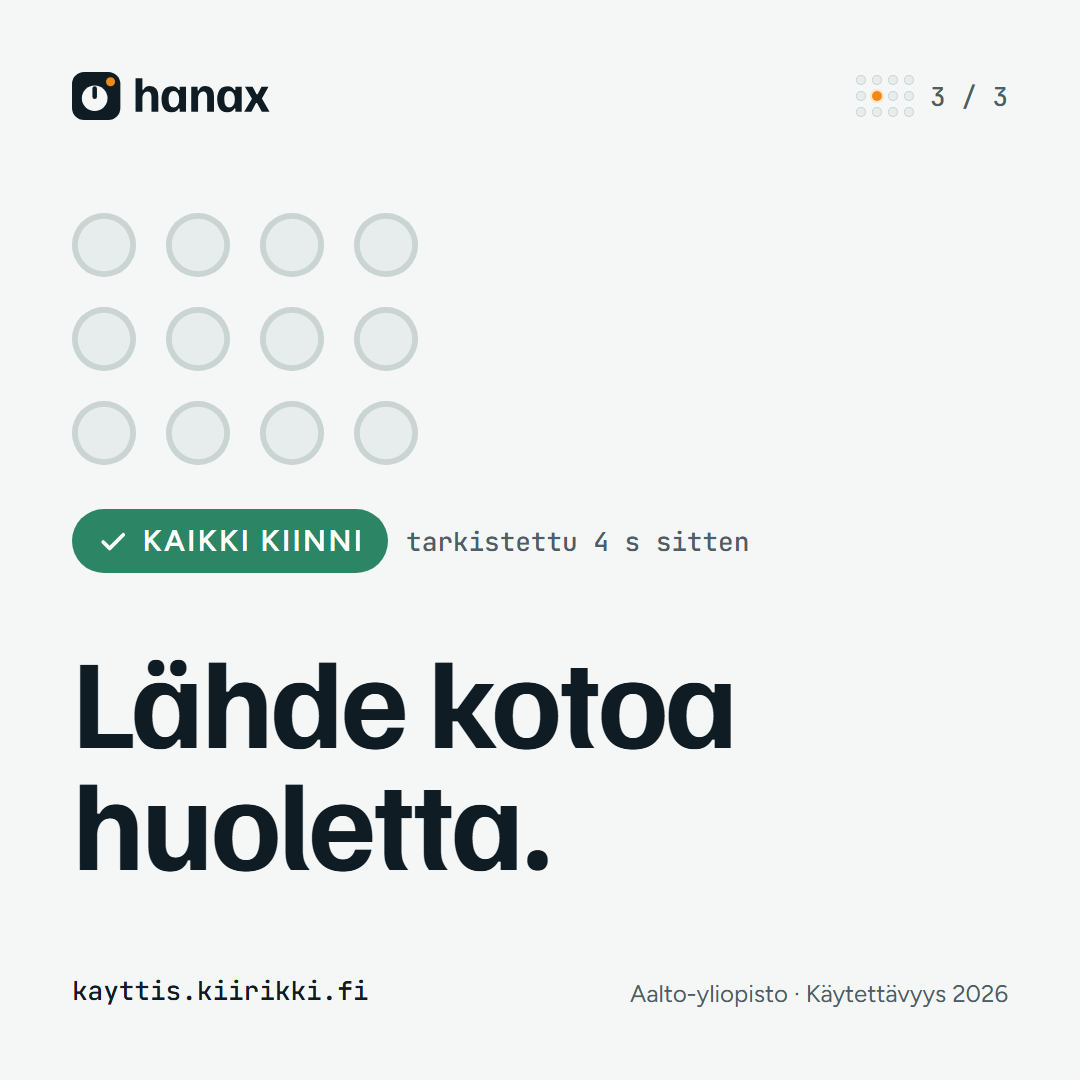 hanax
3 / 3
KAIKKI KIINNI
tarkistettu 4 s sitten
Lähde kotoa
huoletta.
kayttis.kiirikki.fi
Aalto-yliopisto · Käytettävyys 2026